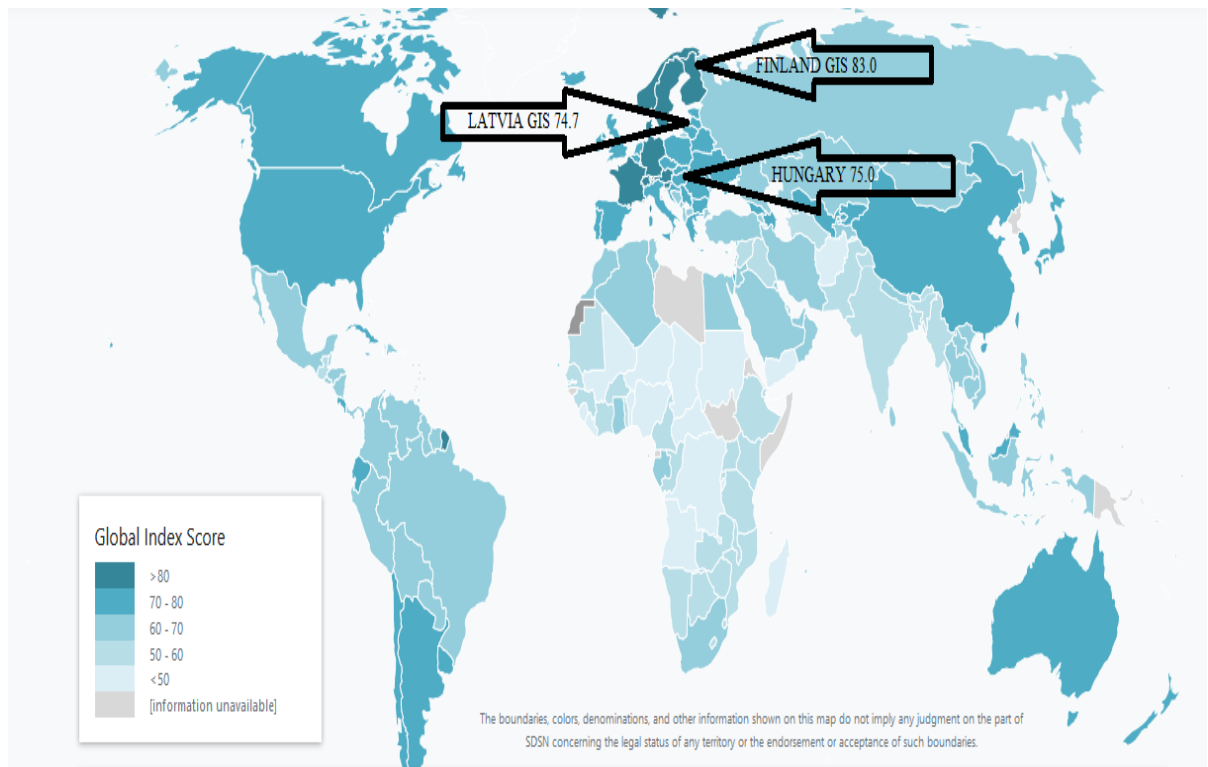 FINLAND GIS 83.0
LATVIA GIS 74.7
HUNGARY 75.0
Global Index Score
>80
70 - 80
60 - 70
50 - 60
<50
[information unavailable]
The boundaries, colors, denominations, and other information shown on this map do not imply any judgment on the part of
SDSN concerning the legal status of any territory or the endorsement or acceptance of such boundaries.